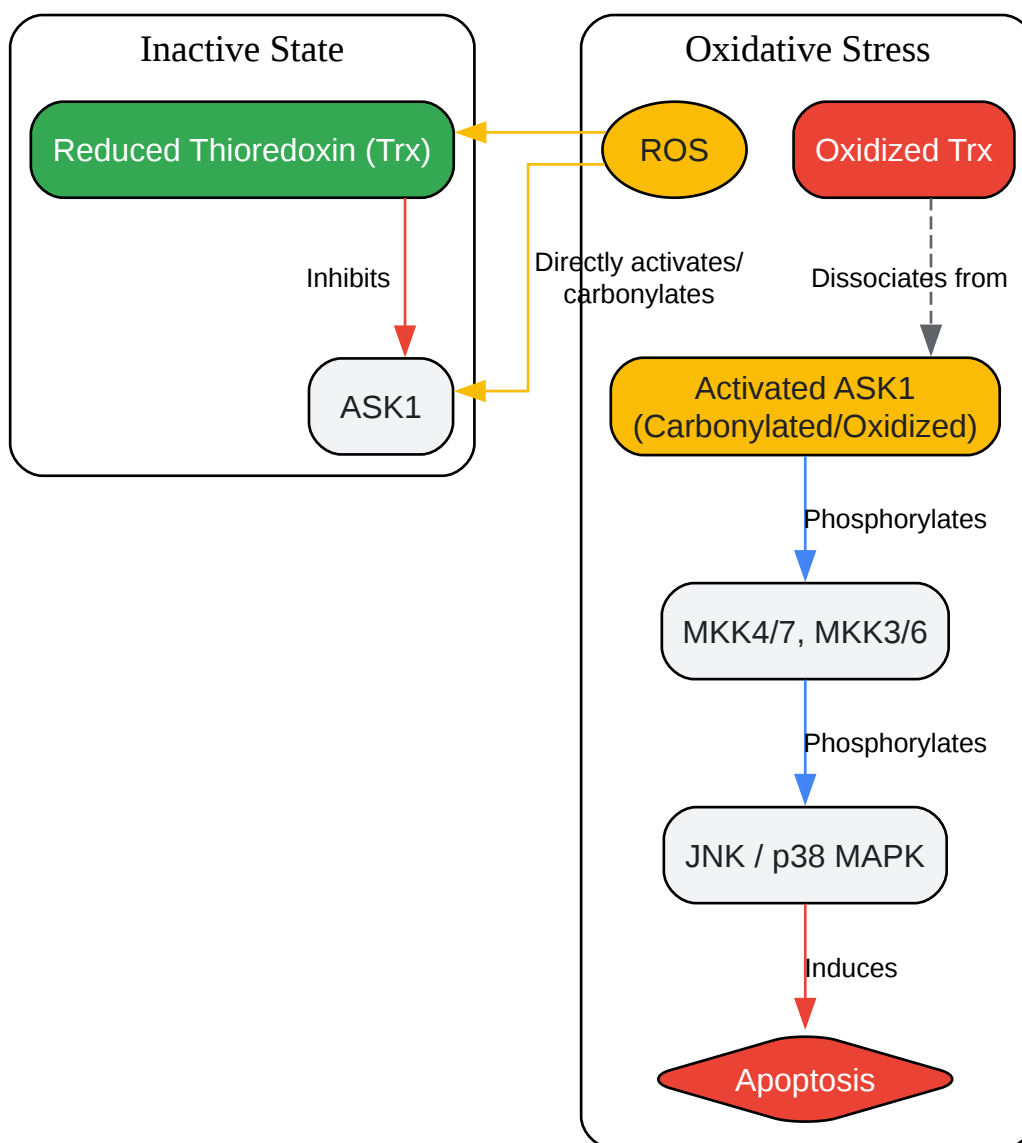 Inactive State
Reduced Thioredoxin (Trx)
Inhibits
ASK1
Oxidative Stress
ROS
Oxidized Trx
Directly activates/
carbonylates
Dissociates from
Activated ASK1
(Carbonylated/Oxidized)
Phosphorylates
MKK4/7, MKK3/6
Phosphorylates
JNK / p38 MAPK
Induces
Apoptosis